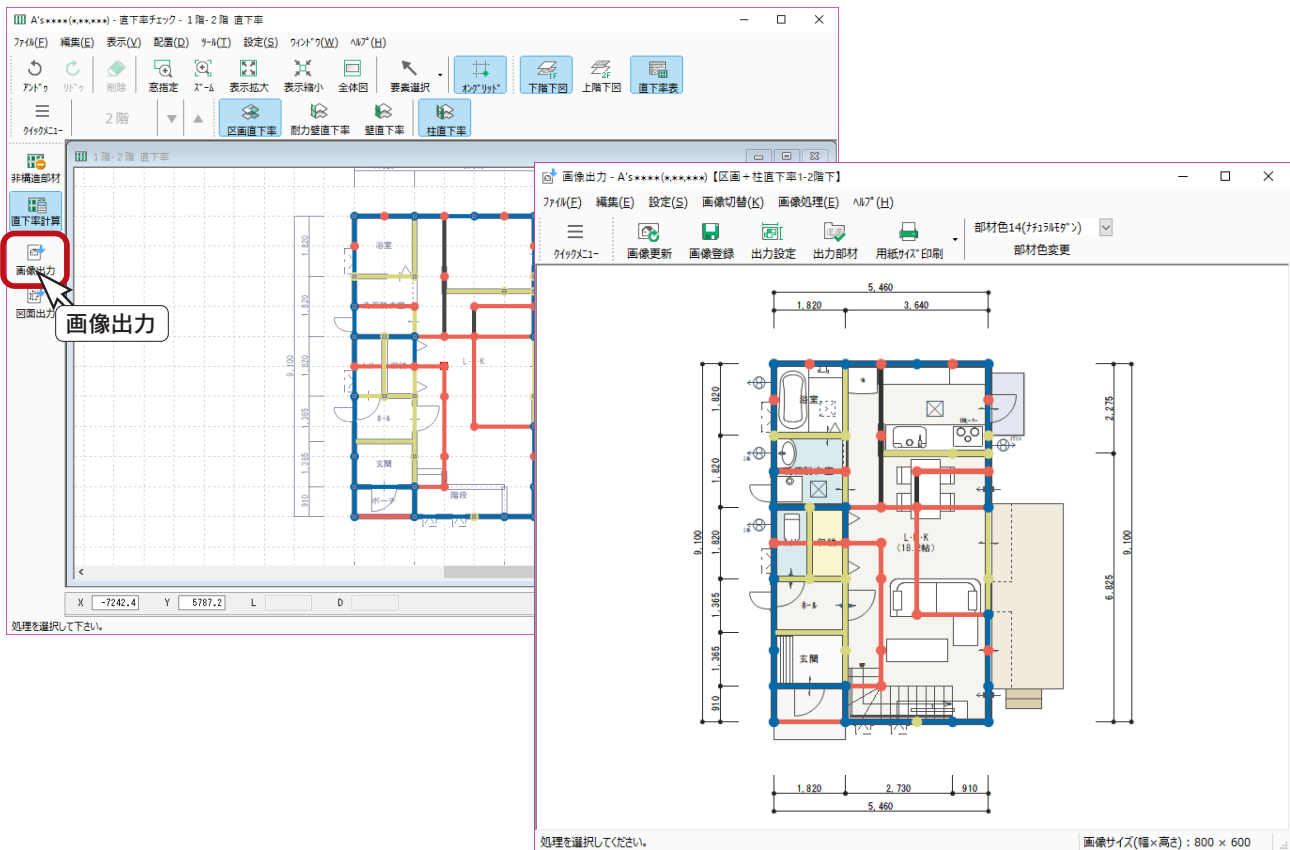 A's****(*,**,***) - 直下率チェック - 1階-2階 直下率
ﾌｧｲﾙ(F) 編集(E) 表示(V) 配置(D) ﾂｰﾙ(T) 設定(S) ｳｨﾝﾄﾞｳ(W) ﾍﾙﾌﾟ(H)
ｱﾝﾄﾞｩ ﾘﾄﾞｩ 削除 窓指定 ｽﾞｰﾑ 表示拡大 表示縮小 全体図 要素選択 ｵﾝｸﾞﾘｯﾄﾞ 下階下図 上階下図 直下率表
1F 2F
ｸｲｯｸﾒﾆｭｰ 2階 ▼ ▲ 区画直下率 耐力壁直下率 壁直下率 柱直下率
1階-2階 直下率
非構造部材
直下率計算
画像出力
図面出力
画像出力
1,820
1,820
9,100
1,820
1,365
1,365
910
浴室
L-D-K
ﾎｰﾙ
玄関
ポーチ
階段
X -7242.4 Y 5787.2 L D
処理を選択して下さい。
画像出力 - A's****(*,**,***)【区画+柱直下率1-2階下】
ﾌｧｲﾙ(F) 編集(E) 設定(S) 画像切替(K) 画像処理(E) ﾍﾙﾌﾟ(H)
ｸｲｯｸﾒﾆｭｰ 画像更新 画像登録 出力設定 出力部材 用紙ｻｲｽﾞ印刷
部材色14(ﾅﾁｭﾗﾙﾓﾀﾞﾝ)
部材色変更
5,460
1,820 3,640
1,820
1,820
9,100
1,820
1,365
1,365
910
2,275
9,100
6,825
浴室
冷
L-D-K
(18.2帖)
ﾎｰﾙ
玄関
1,820 2,730 910
5,460
処理を選択してください。
画像サイズ(幅×高さ) : 800 × 600